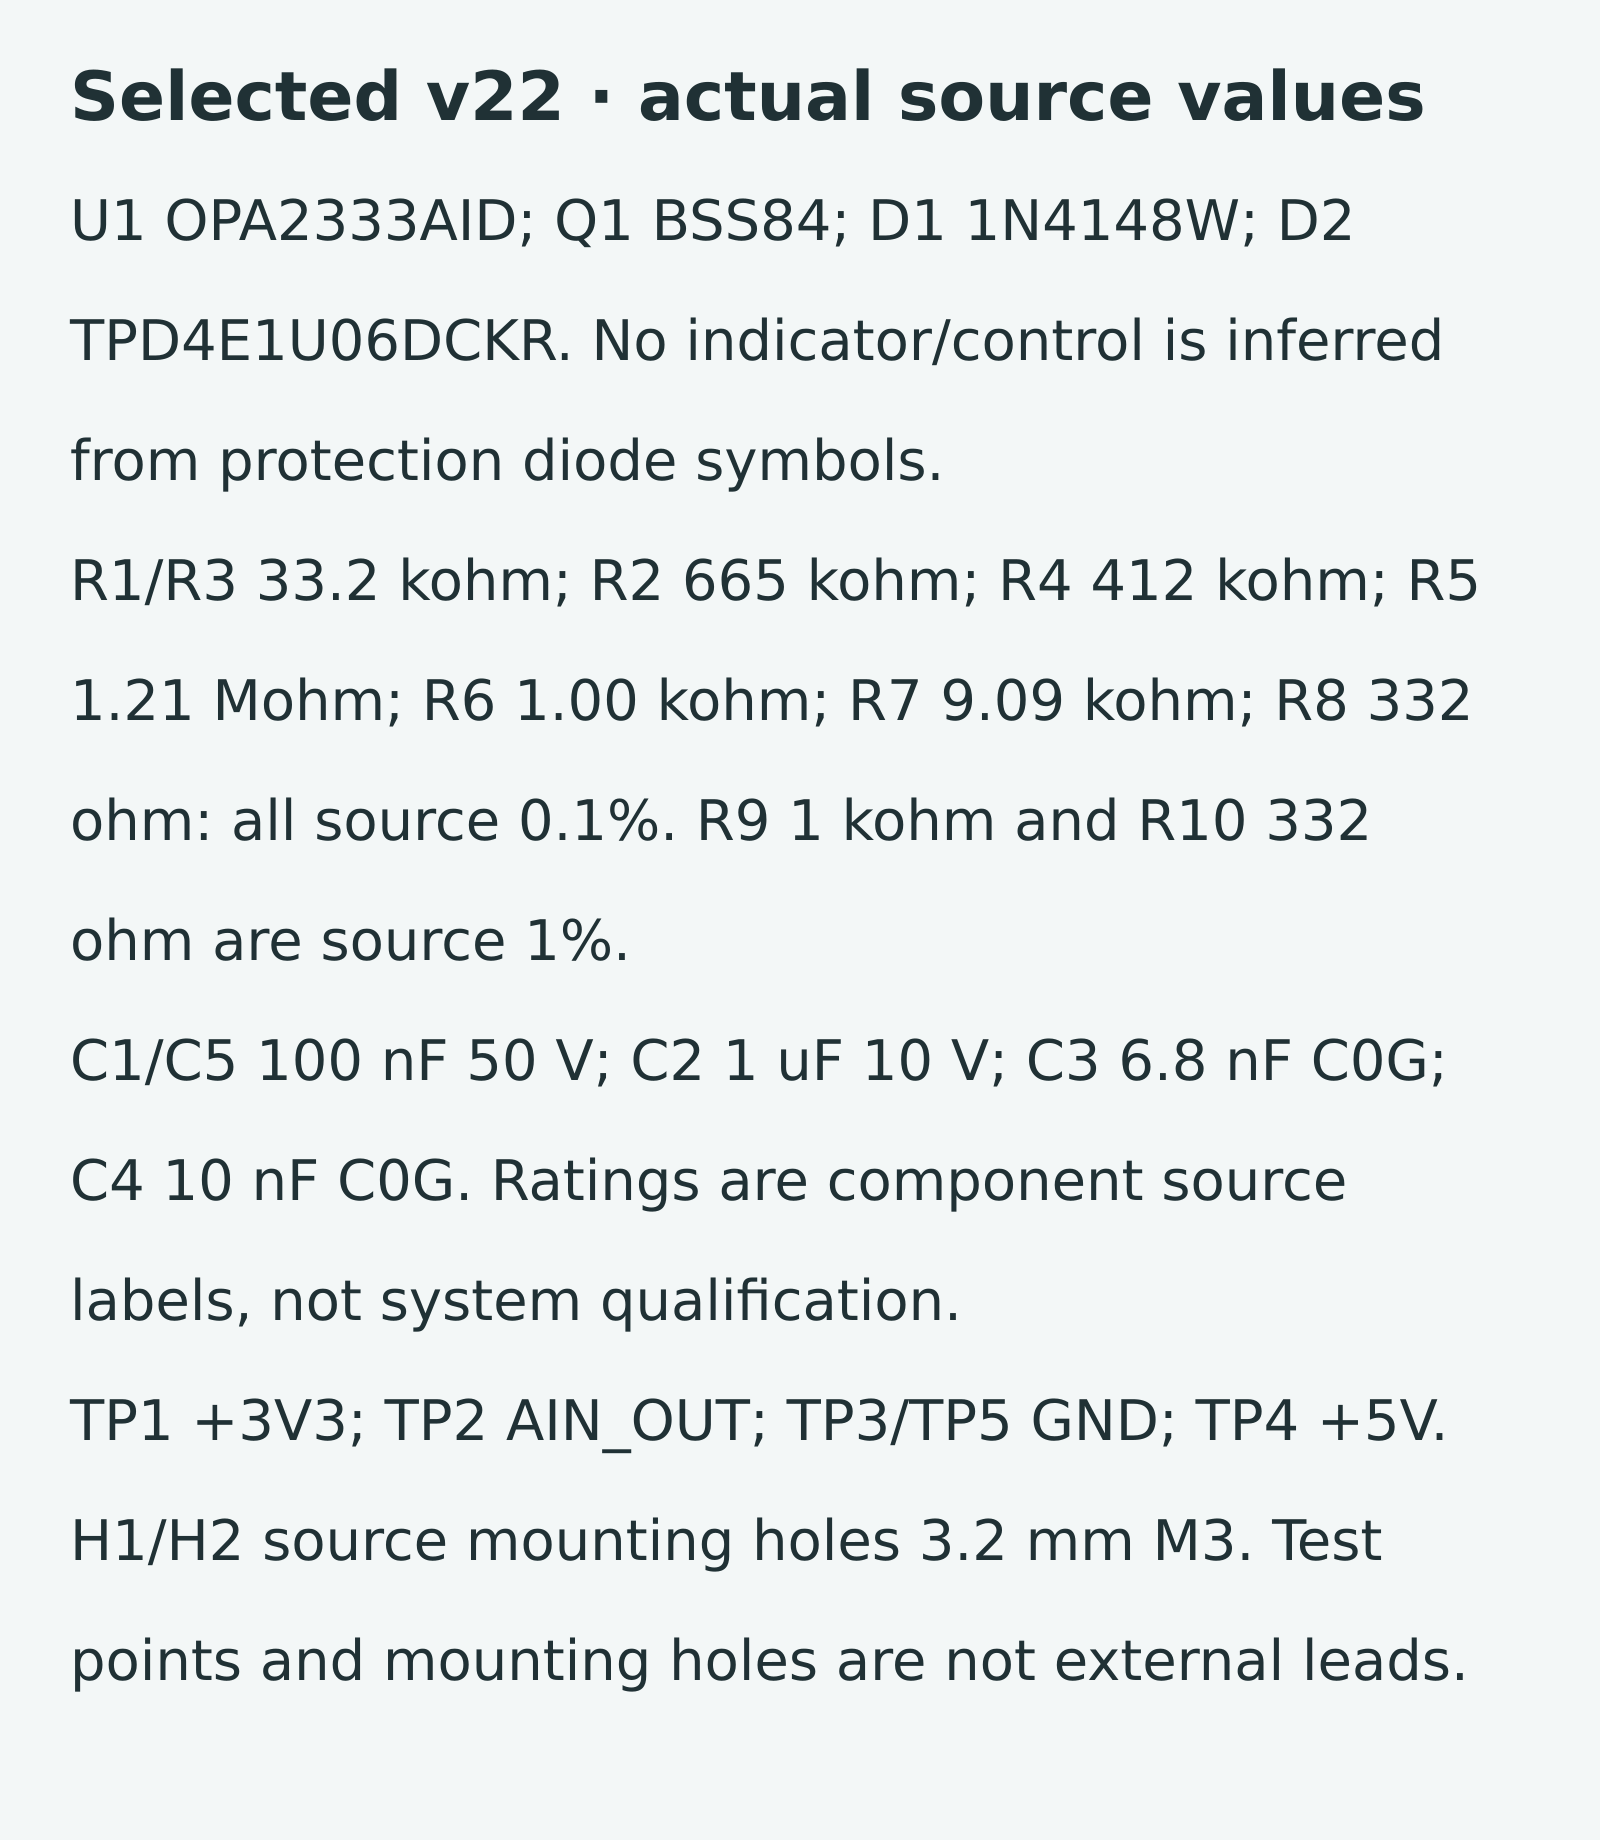 Selected v22 · actual source values
U1 OPA2333AID; Q1 BSS84; D1 1N4148W; D2
TPD4E1U06DCKR. No indicator/control is inferred
from protection diode symbols.
R1/R3 33.2 kohm; R2 665 kohm; R4 412 kohm; R5
1.21 Mohm; R6 1.00 kohm; R7 9.09 kohm; R8 332
ohm: all source 0.1%. R9 1 kohm and R10 332
ohm are source 1%.
C1/C5 100 nF 50 V; C2 1 uF 10 V; C3 6.8 nF C0G;
C4 10 nF C0G. Ratings are component source
labels, not system qualification.
TP1 +3V3; TP2 AIN_OUT; TP3/TP5 GND; TP4 +5V.
H1/H2 source mounting holes 3.2 mm M3. Test
points and mounting holes are not external leads.